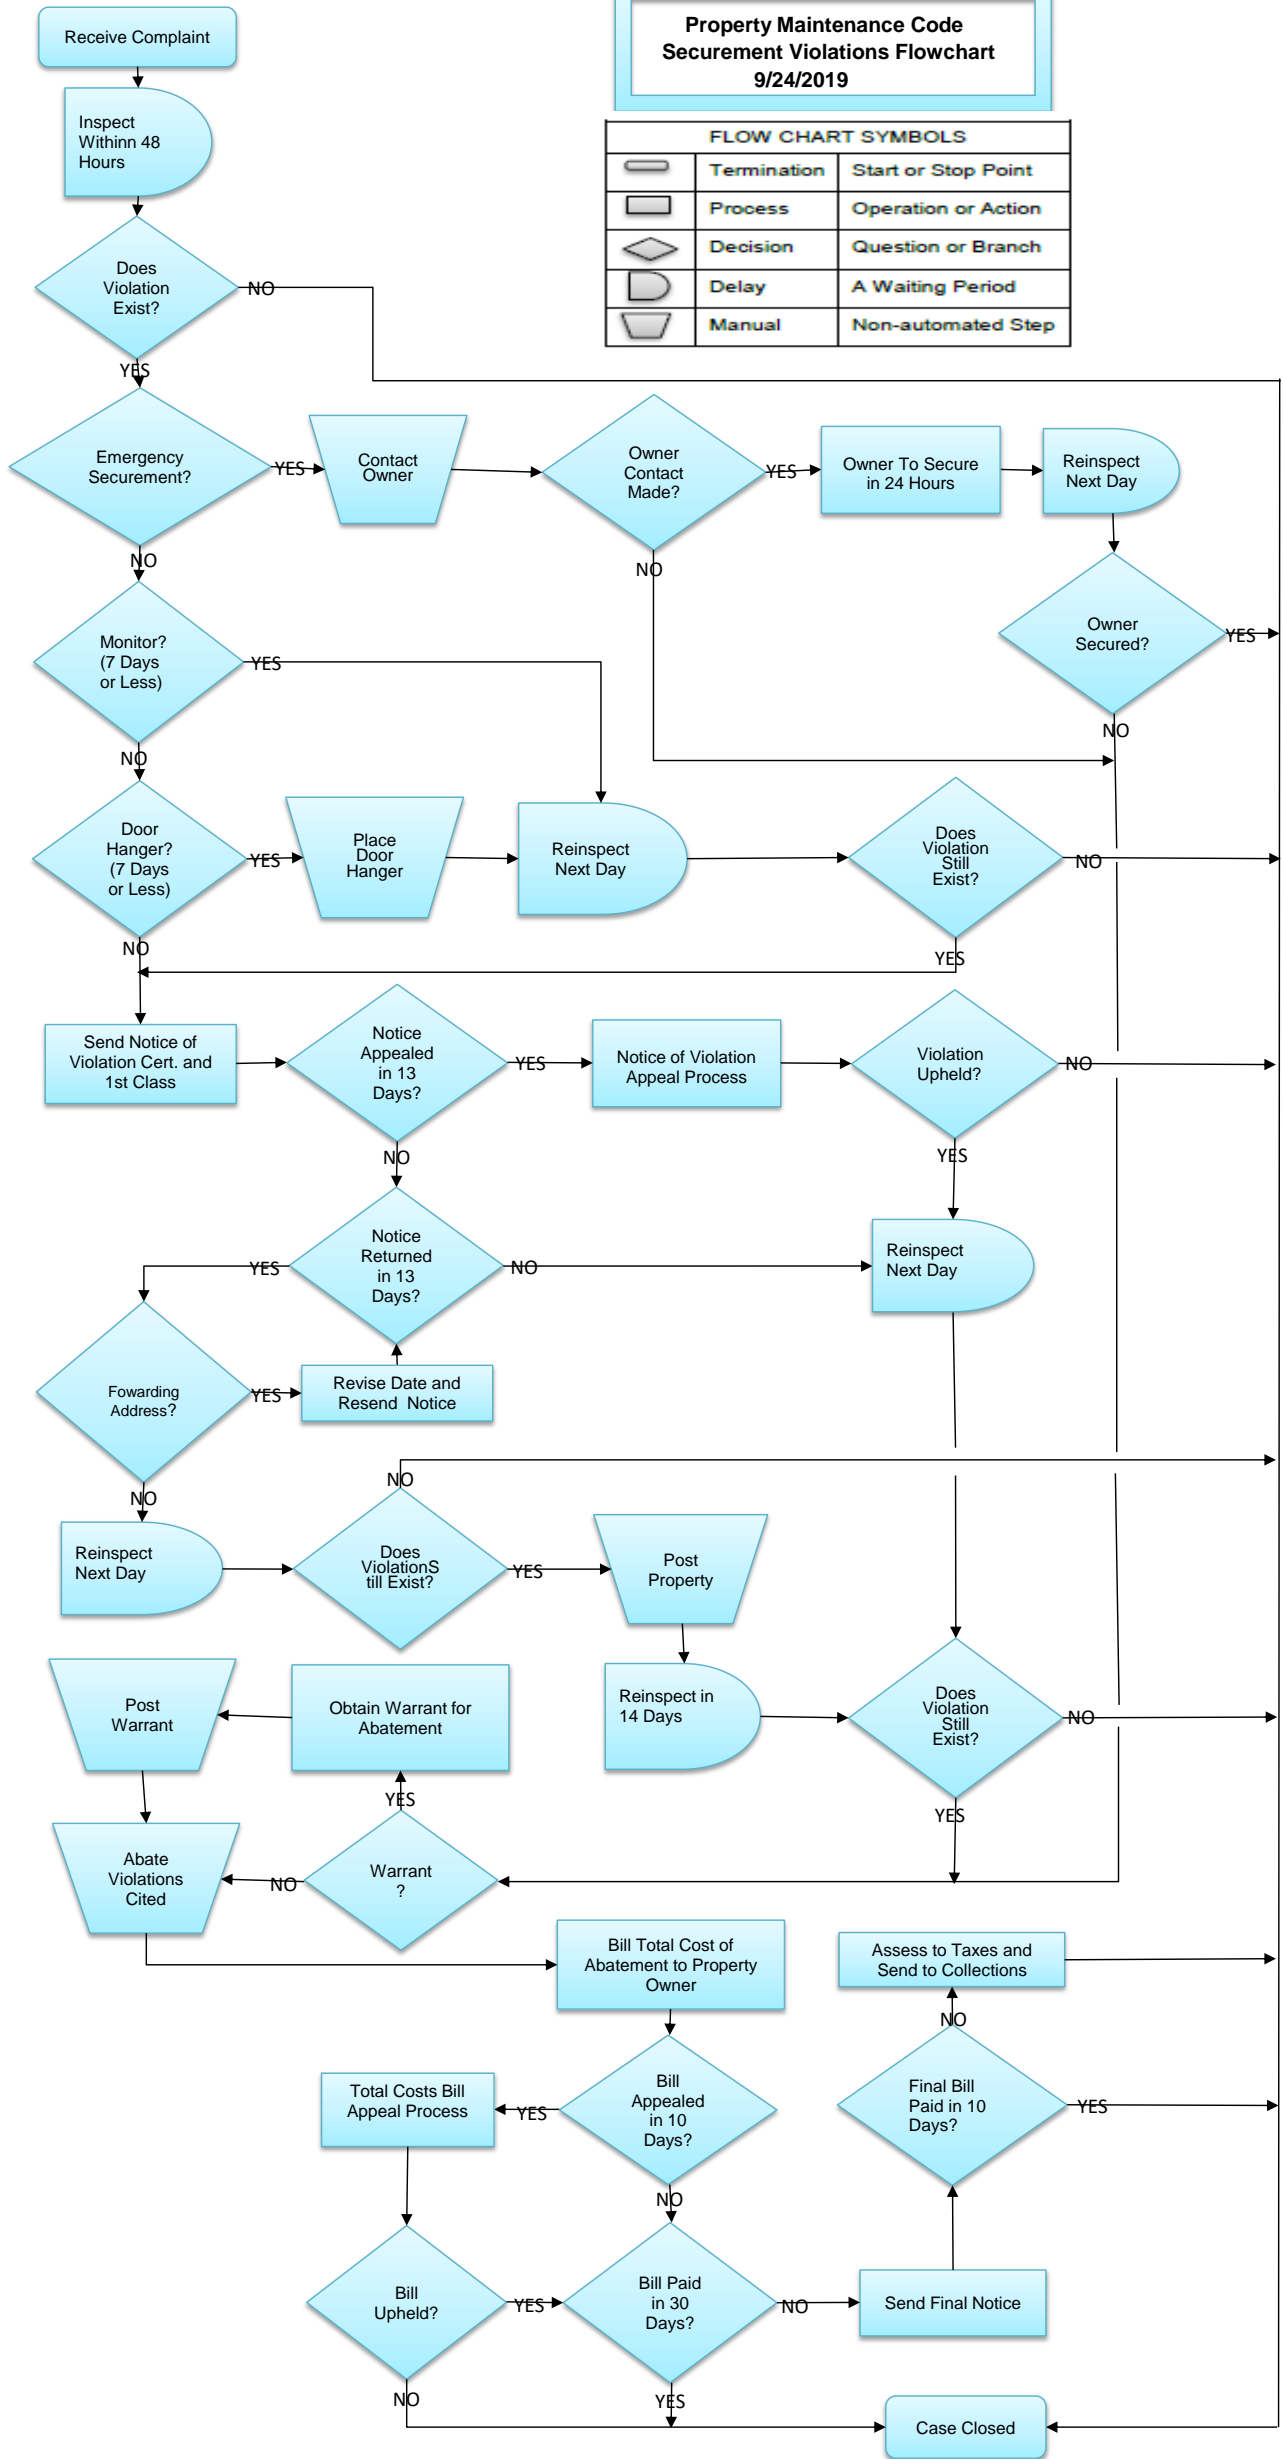 Receive Complaint
Property Maintenance Code
Securement Violations Flowchart
9/24/2019
Inspect
Withinn 48
Hours
FLOW CHART SYMBOLS
Termination Start or Stop Point
Process Operation or Action
Decision Question or Branch
Delay A Waiting Period
Manual Non-automated Step
Does
Violation
Exist?
NO
YES
Emergency
Securement?
YES
Contact
Owner
Owner
Contact
Made?
YES
Owner To Secure
in 24 Hours
Reinspect
Next Day
NO
NO
Owner
Secured?
YES
NO
Monitor?
(7 Days
or Less)
YES
NO
Door
Hanger?
(7 Days
or Less)
YES
Place
Door
Hanger
Reinspect
Next Day
Does
Violation
Still
Exist?
NO
NO
YES
Send Notice of
Violation Cert. and
1st Class
Notice
Appealed
in 13
Days?
YES
Notice of Violation
Appeal Process
Violation
Upheld?
NO
NO
YES
Notice
Returned
in 13
Days?
YES
NO
Reinspect
Next Day
Fowarding
Address?
YES
Revise Date and
Resend Notice
NO
NO
Reinspect
Next Day
Does
ViolationS
till Exist?
YES
Post
Property
Post
Warrant
Obtain Warrant for
Abatement
Reinspect in
14 Days
Does
Violation
Still
Exist?
NO
YES
YES
Abate
Violations
Cited
NO
Warrant
?
Bill Total Cost of
Abatement to Property
Owner
Assess to Taxes and
Send to Collections
NO
Total Costs Bill
Appeal Process
YES
Bill
Appealed
in 10
Days?
Final Bill
Paid in 10
Days?
YES
NO
Bill
Upheld?
YES
Bill Paid
in 30
Days?
NO
Send Final Notice
NO
YES
Case Closed